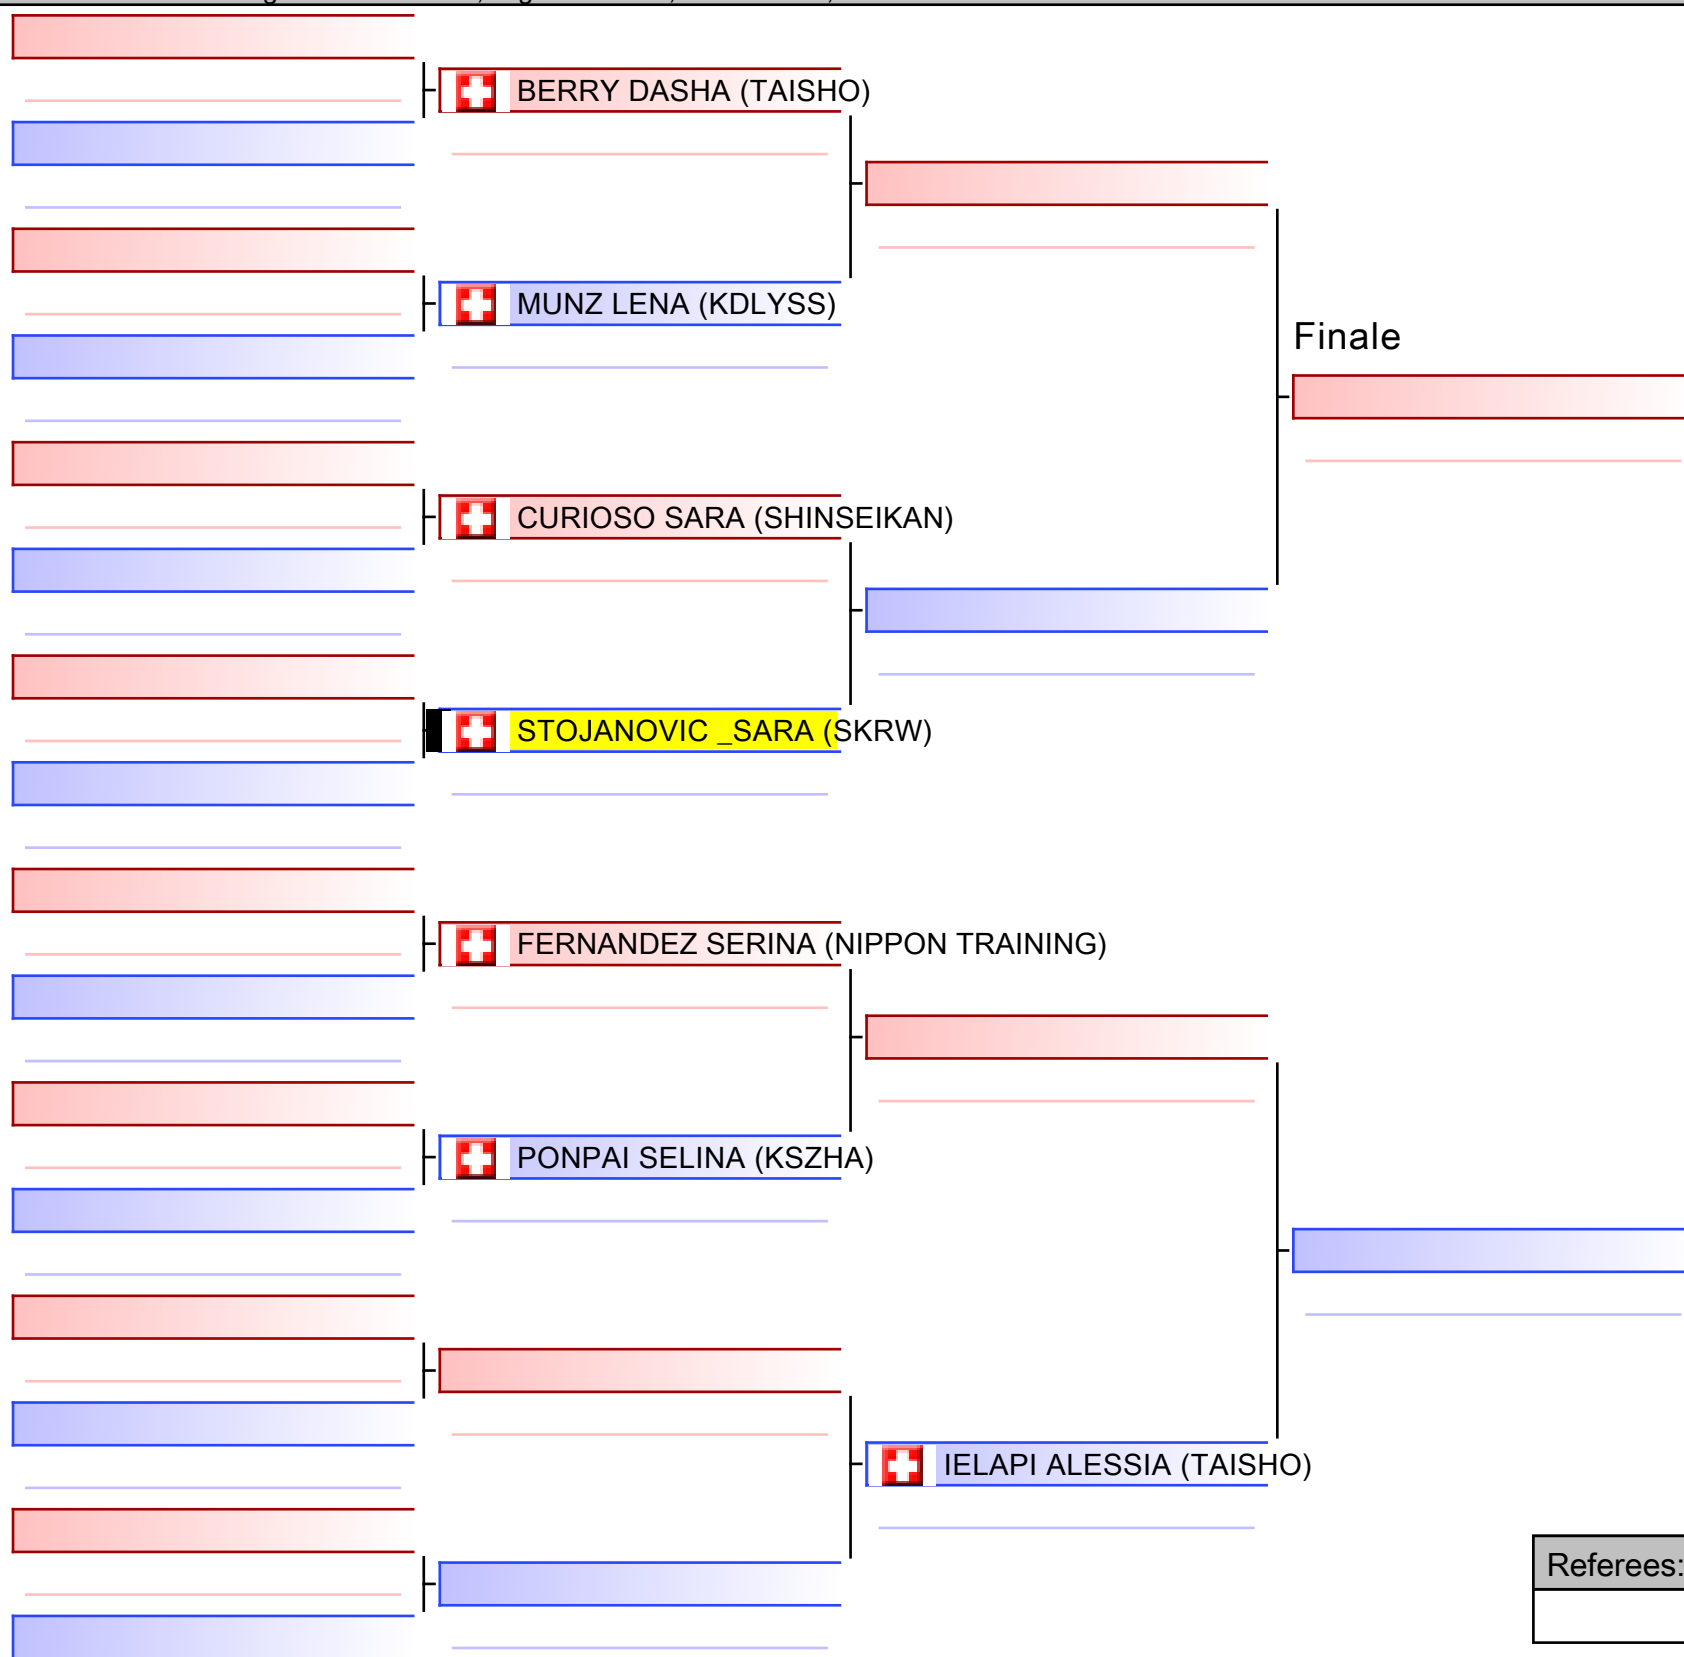 BERRY DASHA (TAISHO)
MUNZ LENA (KDLYSS)
Finale
CURIOSO SARA (SHINSEIKAN)
STOJANOVIC _SARA (SKRW)
FERNANDEZ SERINA (NIPPON TRAINING)
PONPAI SELINA (KSZHA)
IELAPI ALESSIA (TAISHO)
Referees: